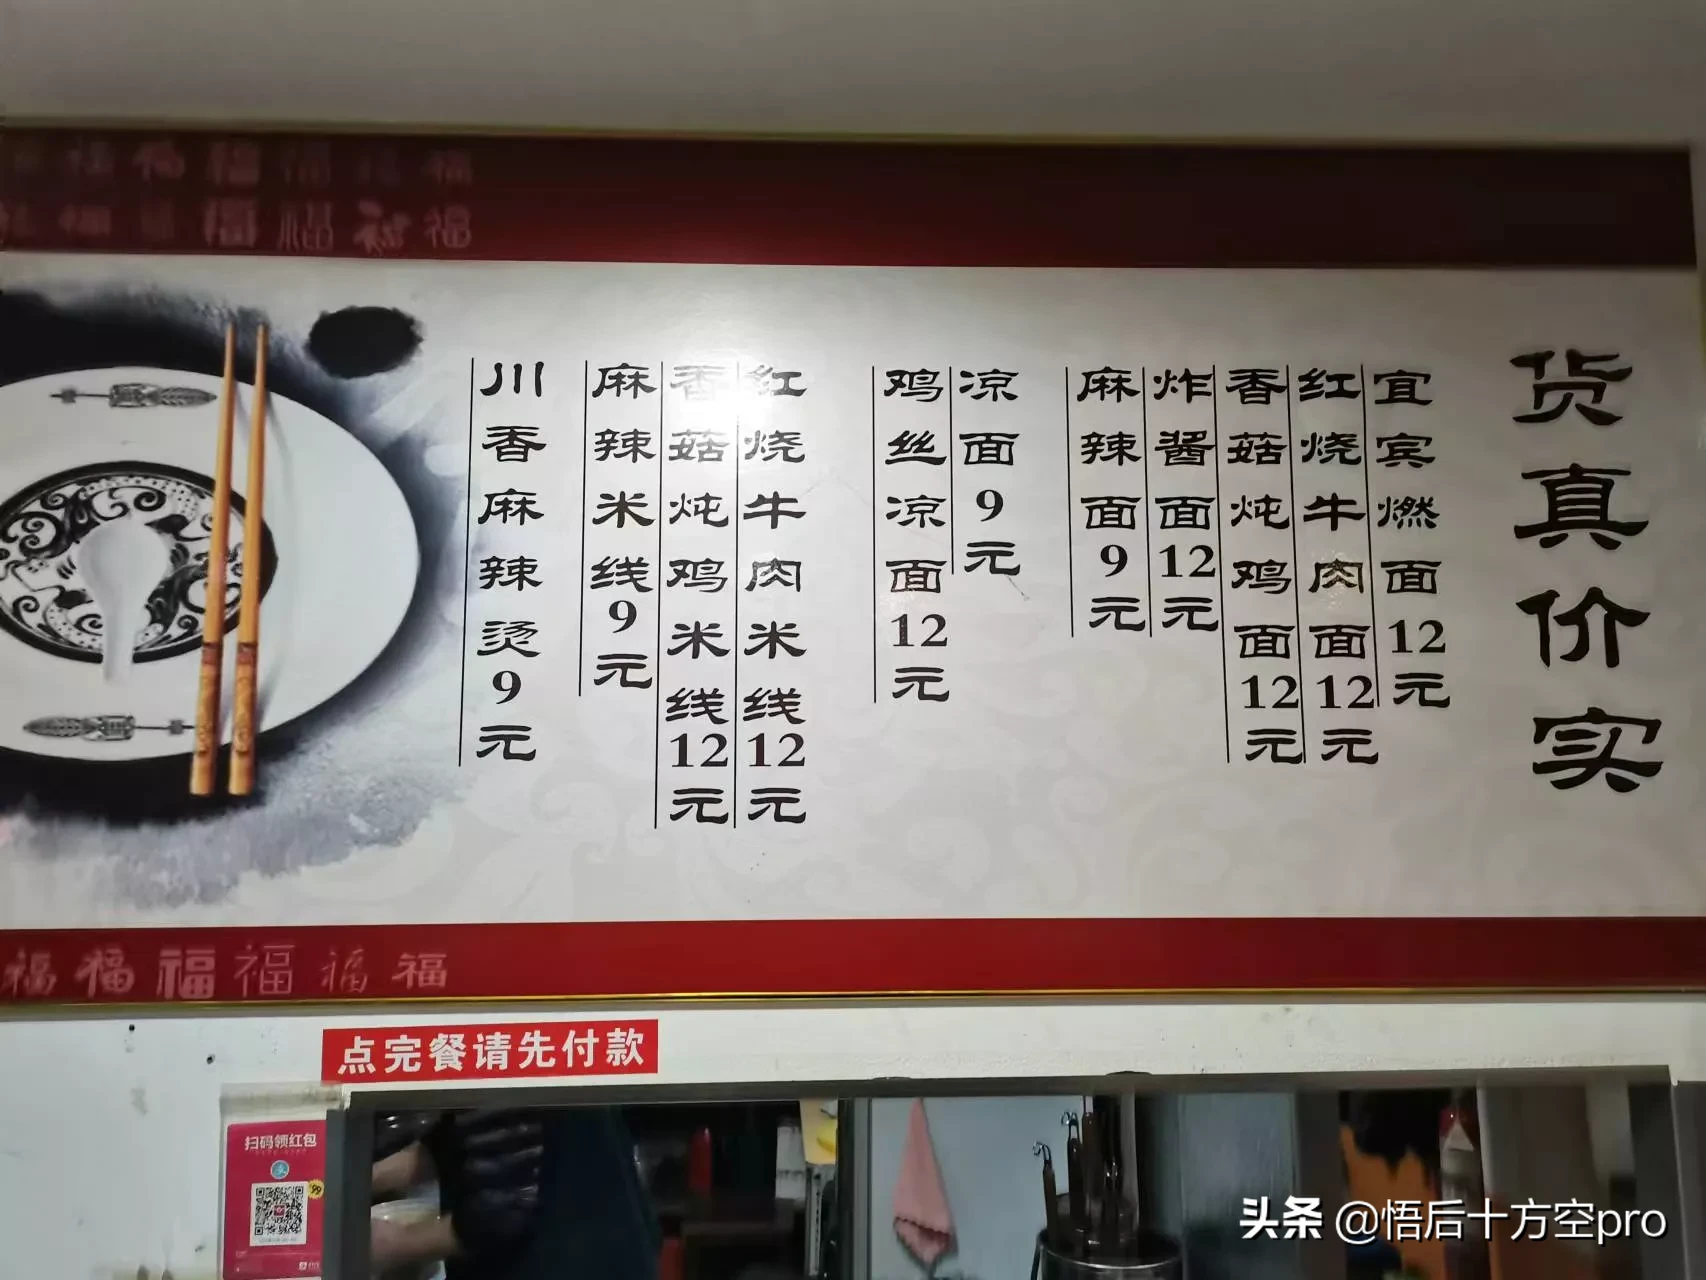 货真价实
宜宾燃面12元
红烧牛肉面12元
香菇炖鸡面12元
炸酱面12元
麻辣面9元
凉面9元
鸡丝凉面12元
红烧牛肉米线12元
香菇炖鸡米线12元
麻辣米线9元
川香麻辣烫9元
福 福 福 福 福 福
点完餐请先付款
扫码领红包
头条 @悟后十方空pro